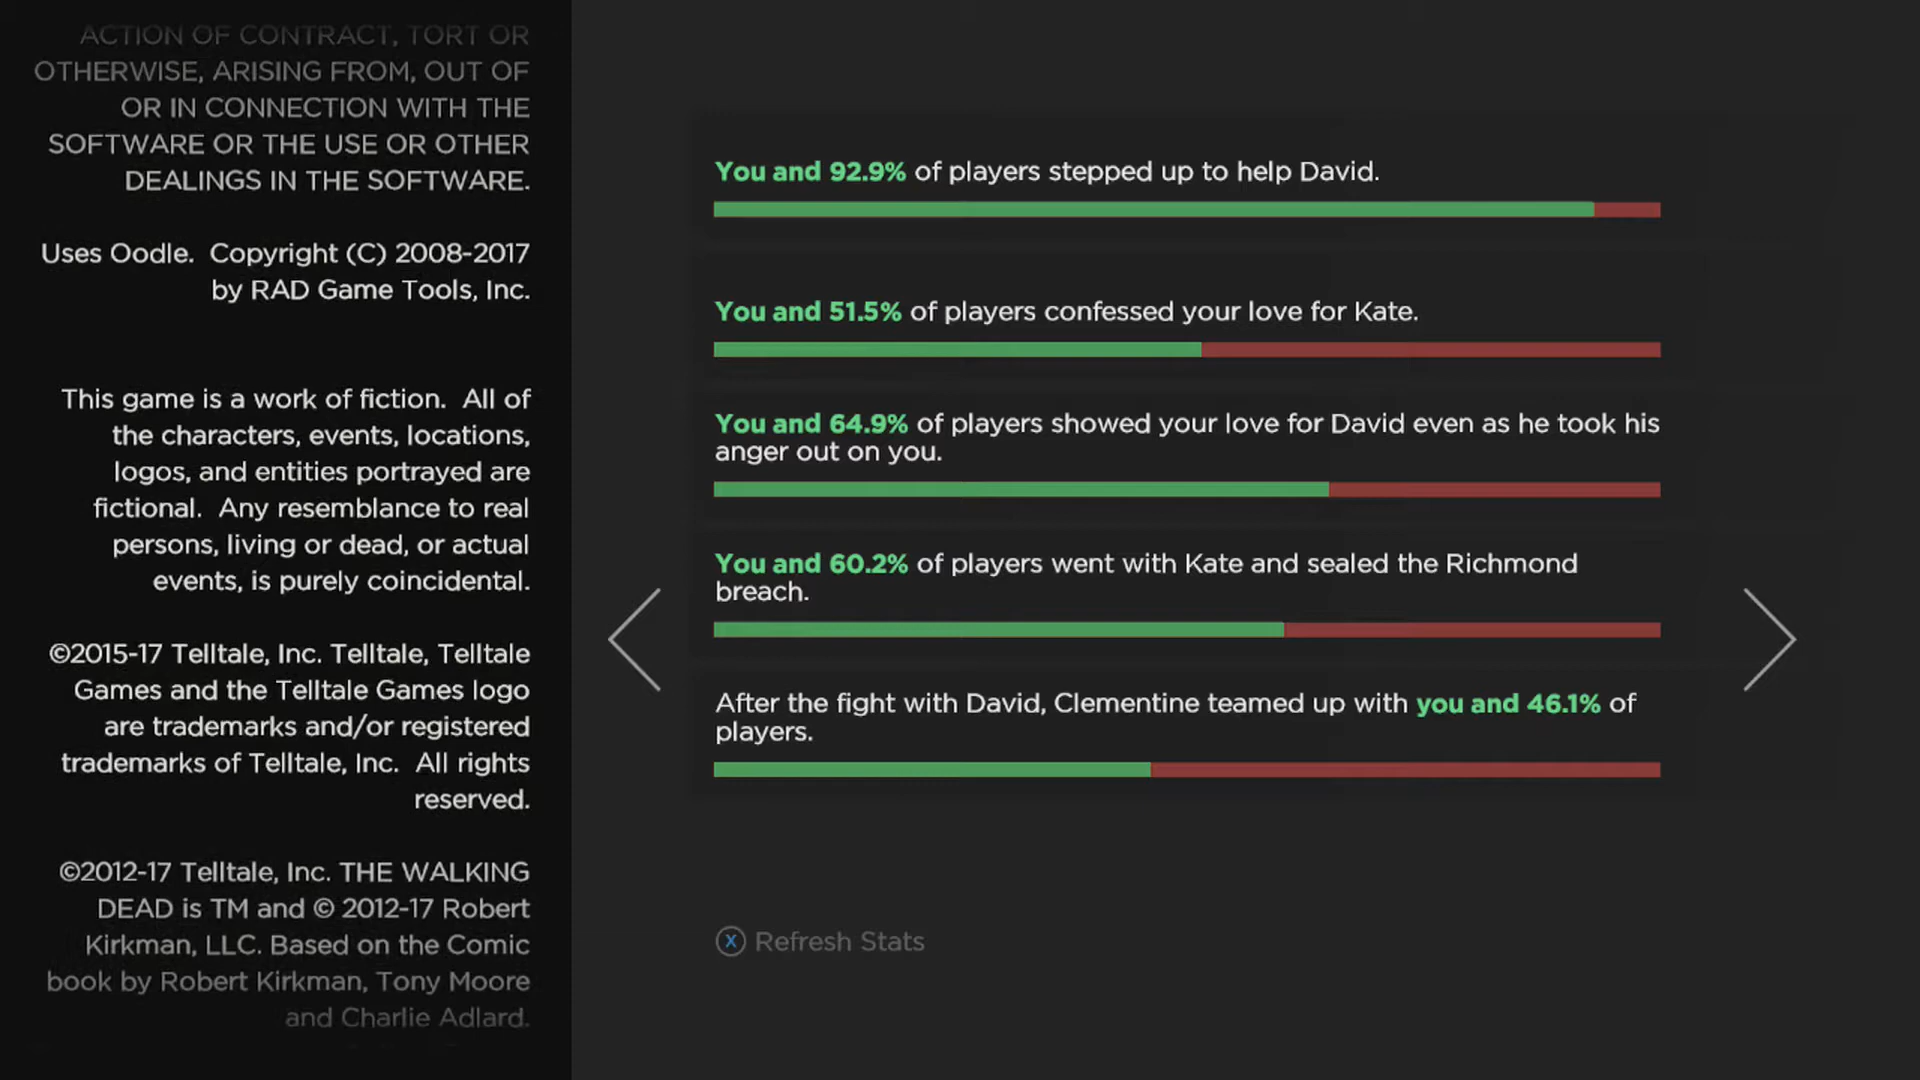 ACTION OF CONTRACT, TORT OR
OTHERWISE, ARISING FROM, OUT OF
OR IN CONNECTION WITH THE
SOFTWARE OR THE USE OR OTHER
DEALINGS IN THE SOFTWARE.
Uses Oodle.  Copyright (C) 2008-2017
by RAD Game Tools, Inc.
This game is a work of fiction.  All of
the characters, events, locations,
logos, and entities portrayed are
fictional.  Any resemblance to real
persons, living or dead, or actual
events, is purely coincidental.
©2015-17 Telltale, Inc. Telltale, Telltale
Games and the Telltale Games logo
are trademarks and/or registered
trademarks of Telltale, Inc.  All rights
reserved.
©2012-17 Telltale, Inc. THE WALKING
DEAD is TM and © 2012-17 Robert
Kirkman, LLC. Based on the Comic
book by Robert Kirkman, Tony Moore
and Charlie Adlard.
You and 92.9% of players stepped up to help David.
You and 51.5% of players confessed your love for Kate.
You and 64.9% of players showed your love for David even as he took his
anger out on you.
You and 60.2% of players went with Kate and sealed the Richmond
breach.
After the fight with David, Clementine teamed up with you and 46.1% of
players.
X Refresh Stats